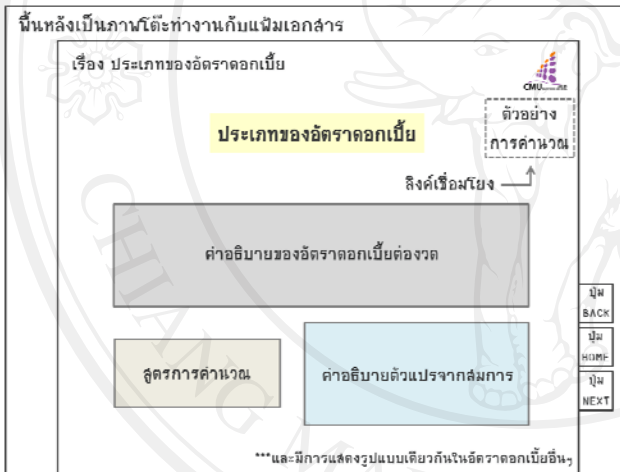 พื้นหลังเป็นภาพโต๊ะทำงานกับแฟ้มเอกสาร
เรื่อง ประเภทของอัตราดอกเบี้ย
CMU
ประเภทของอัตราดอกเบี้ย
ตัวอย่าง
การคำนวณ
ลิงค์เชื่อมโยง
คำอธิบายของอัตราดอกเบี้ยต่องวด
ปุ่ม
BACK
ปุ่ม
HOME
ปุ่ม
NEXT
สูตรการคำนวณ
คำอธิบายตัวแปรจากสมการ
***และมีการแสดงรูปแบบเดียวกันในอัตราดอกเบี้ยอื่นๆ
CHIANG M